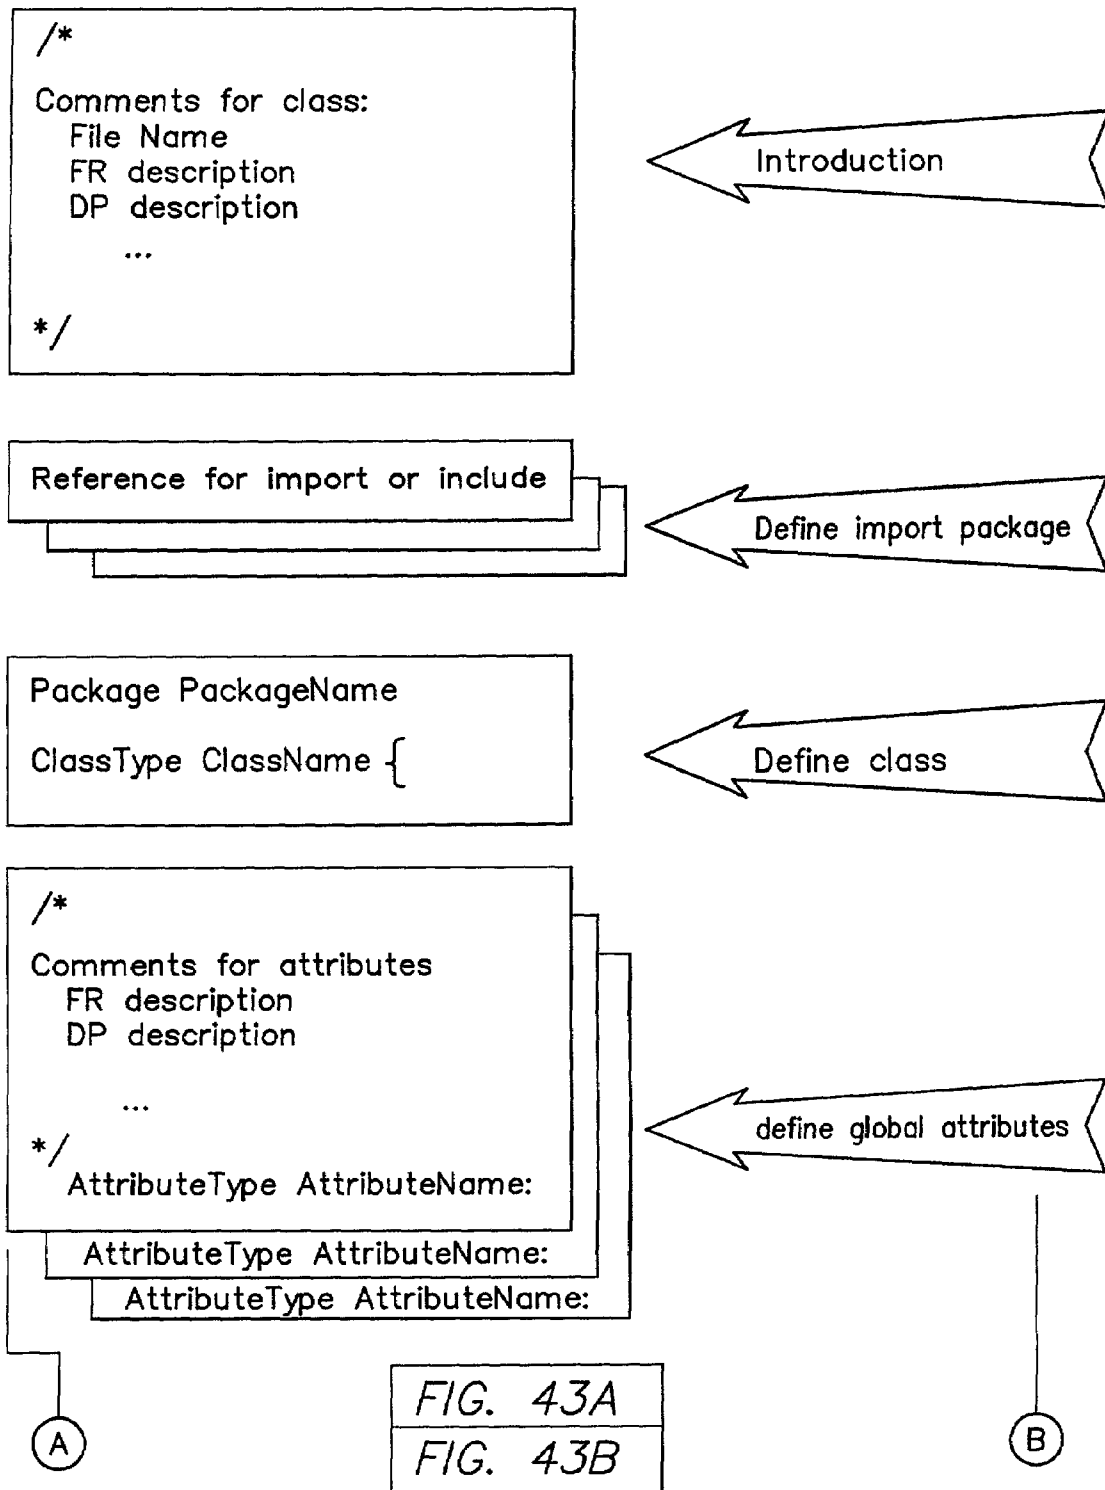 /*
Comments for class:
File Name
FR description
DP description
...
*/
Introduction
Reference for import or include
Define import package
Package PackageName
ClassType ClassName {
Define class
/*
Comments for attributes
FR description
DP description
...
*/
AttributeType AttributeName:
AttributeType AttributeName:
AttributeType AttributeName:
define global attributes
A
FIG. 43A
FIG. 43B
B